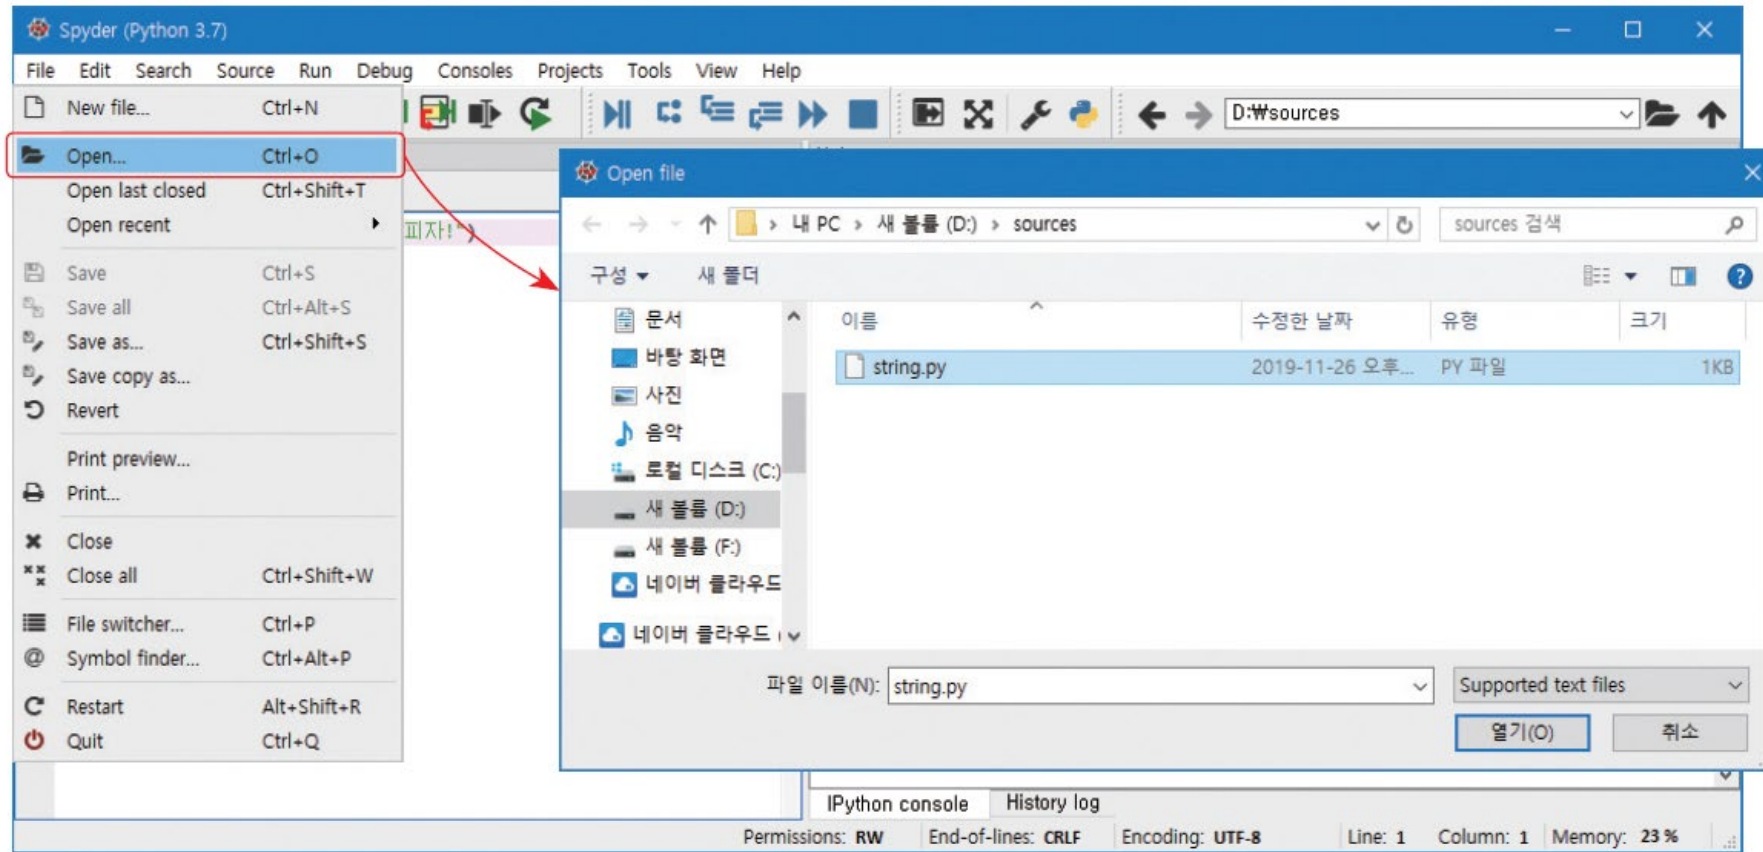 Spyder (Python 3.7)
File Edit Search Source Run Debug Consoles Projects Tools View Help
New file... Ctrl+N
D:₩sources
Open... Ctrl+O
Open last closed Ctrl+Shift+T
Open recent
피자!")
Save Ctrl+S
Save all Ctrl+Alt+S
Save as... Ctrl+Shift+S
Save copy as...
Revert
Print preview...
Print...
Close
Close all Ctrl+Shift+W
File switcher... Ctrl+P
Symbol finder... Ctrl+Alt+P
Restart Alt+Shift+R
Quit Ctrl+Q
Open file
내 PC > 새 볼륨 (D:) > sources
sources 검색
구성 새 폴더
이름 수정한 날짜 유형 크기
string.py 2019-11-26 오후... PY 파일 1KB
문서
바탕 화면
사진
음악
로컬 디스크 (C:)
새 볼륨 (D:)
새 볼륨 (F:)
네이버 클라우드
네이버 클라우드
파일 이름(N): string.py Supported text files
열기(O) 취소
IPython console History log
Permissions: RW End-of-lines: CRLF Encoding: UTF-8 Line: 1 Column: 1 Memory: 23 %